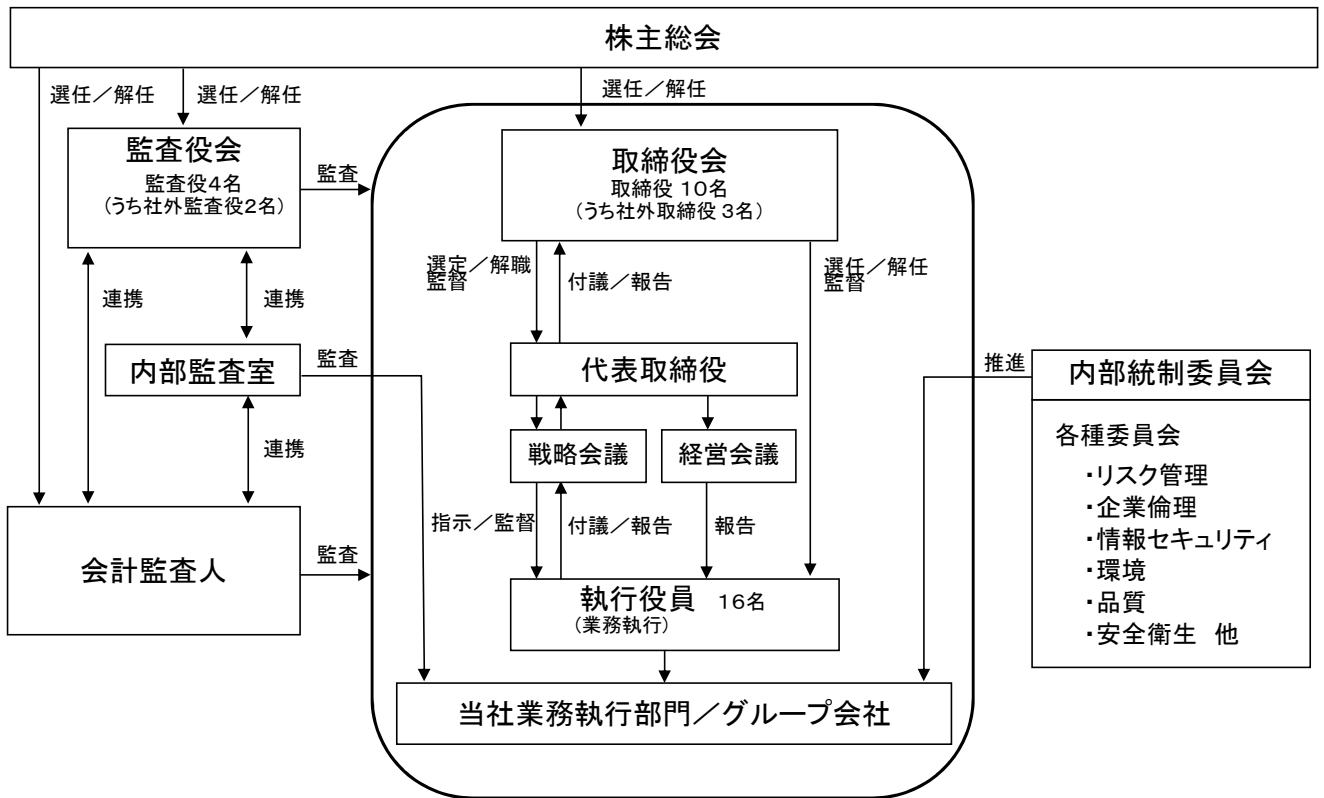 株主総会
選任／解任
選任／解任
選任／解任
監査役会
監査役4名
(うち社外監査役2名)
監査
取締役会
取締役 10名
(うち社外取締役 3名)
選定／解職
監督
付議／報告
選任／解任
監督
連携
連携
内部監査室
監査
代表取締役
推進
内部統制委員会
戦略会議
経営会議
各種委員会
・リスク管理
・企業倫理
・情報セキュリティ
・環境
・品質
・安全衛生 他
連携
指示／監督
付議／報告
報告
会計監査人
監査
執行役員 16名
(業務執行)
当社業務執行部門／グループ会社